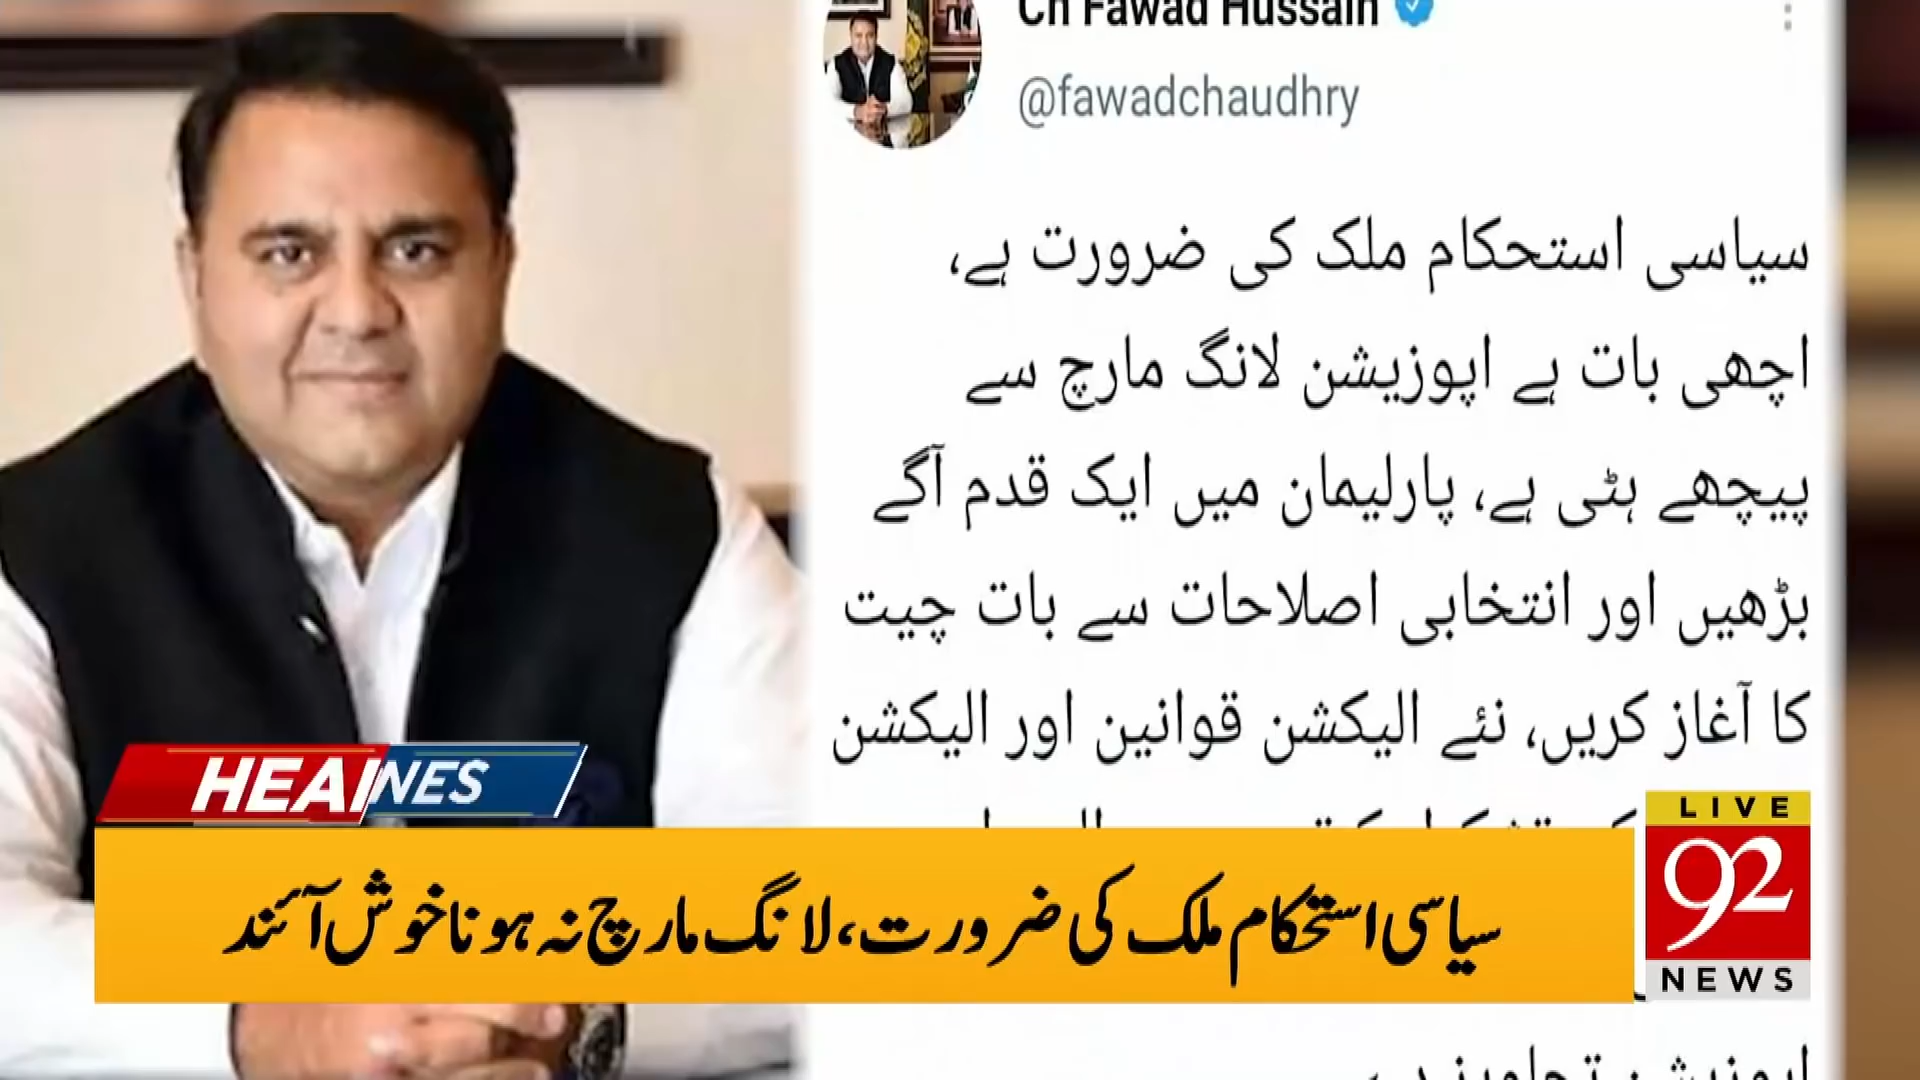 Ch Fawad Hussain
@fawadchaudhry
سیاسی استحکام ملک کی ضرورت ہے،
اچھی بات ہے اپوزیشن لانگ مارچ سے
پیچھے ہٹی ہے، پارلیمان میں ایک قدم آگے
بڑھیں اور انتخابی اصلاحات سے بات چیت
کا آغاز کریں، نئے الیکشن قوانین اور الیکشن
HEAD
INES
LIVE
92
NEWS
سیاسی استحکام ملک کی ضرورت، لانگ مارچ نہ ہونا خوش آئند